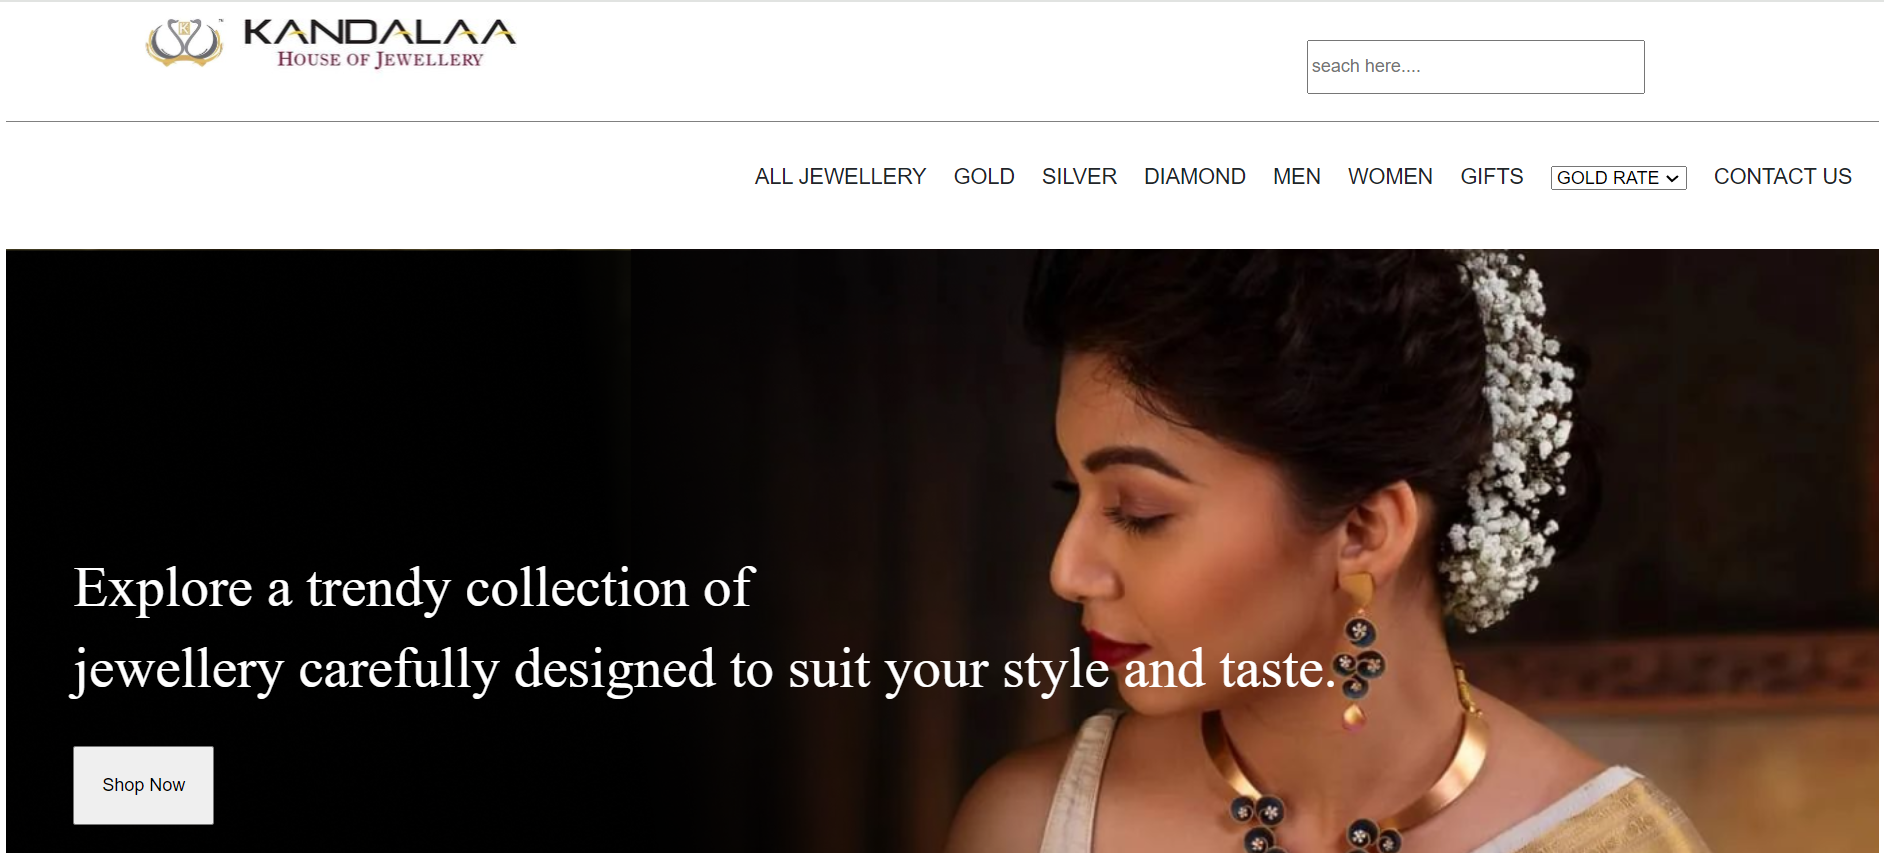 KANDALAA
HOUSE OF JEWELLERY
seach here....
ALL JEWELLERY GOLD SILVER DIAMOND MEN WOMEN GIFTS GOLD RATE CONTACT US
Explore a trendy collection of
jewellery carefully designed to suit your style and taste.
Shop Now